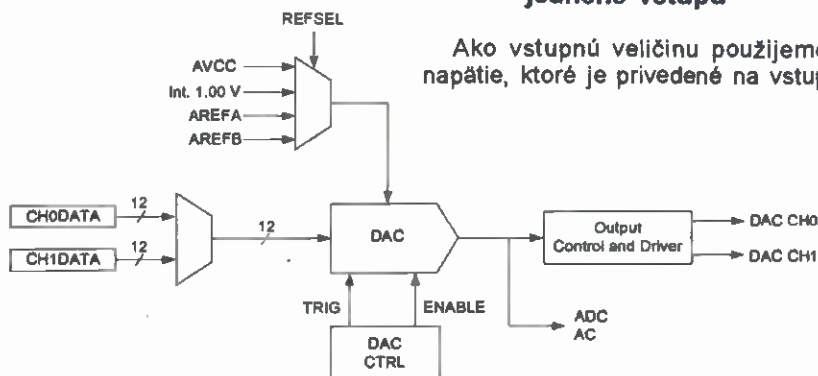 jedného vstupu
Ako vstupnú veličinu použijeme
napätie, ktoré je privedené na vstup
REFSEL
AVCC
Int. 1.00 V
AREFA
AREFB
CH0DATA
12
CH1DATA
12
12
DAC
Output
Control and Driver
DAC CH0
DAC CH1
TRIG
ENABLE
ADC
AC
DAC
CTRL